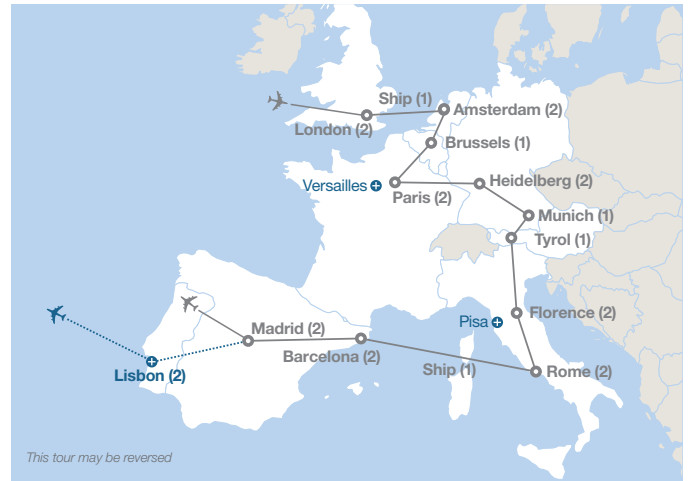 Ship (1)
Amsterdam (2)
London (2)
Brussels (1)
Versailles
Heidelberg (2)
Paris (2)
Munich (1)
Tyrol (1)
Florence (2)
Pisa
Madrid (2)
Barcelona (2)
Ship (1)
Rome (2)
Lisbon (2)
This tour may be reversed